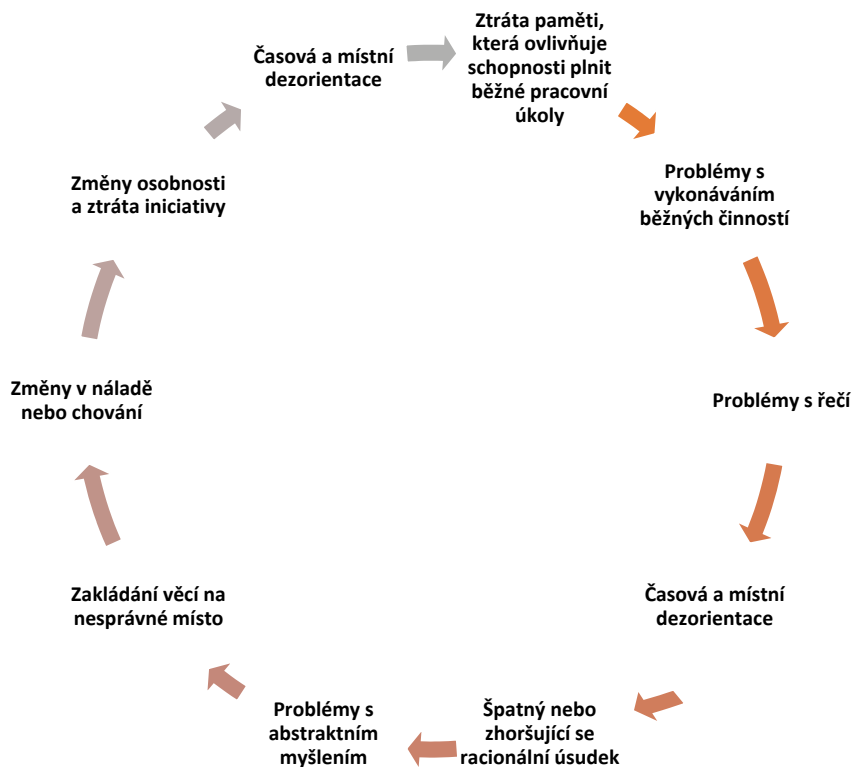 Ztráta paměti,
která ovlivňuje
schopnosti plnit
běžné pracovní
úkoly
Problémy s
vykonáváním
běžných činností
Problémy s řečí
Časová a místní
dezorientace
Špatný nebo
zhoršující se
racionální úsudek
Problémy s
abstraktním
myšlením
Zakládání věcí na
nesprávné místo
Změny v náladě
nebo chování
Změny osobnosti
a ztráta iniciativy
Časová a místní
dezorientace